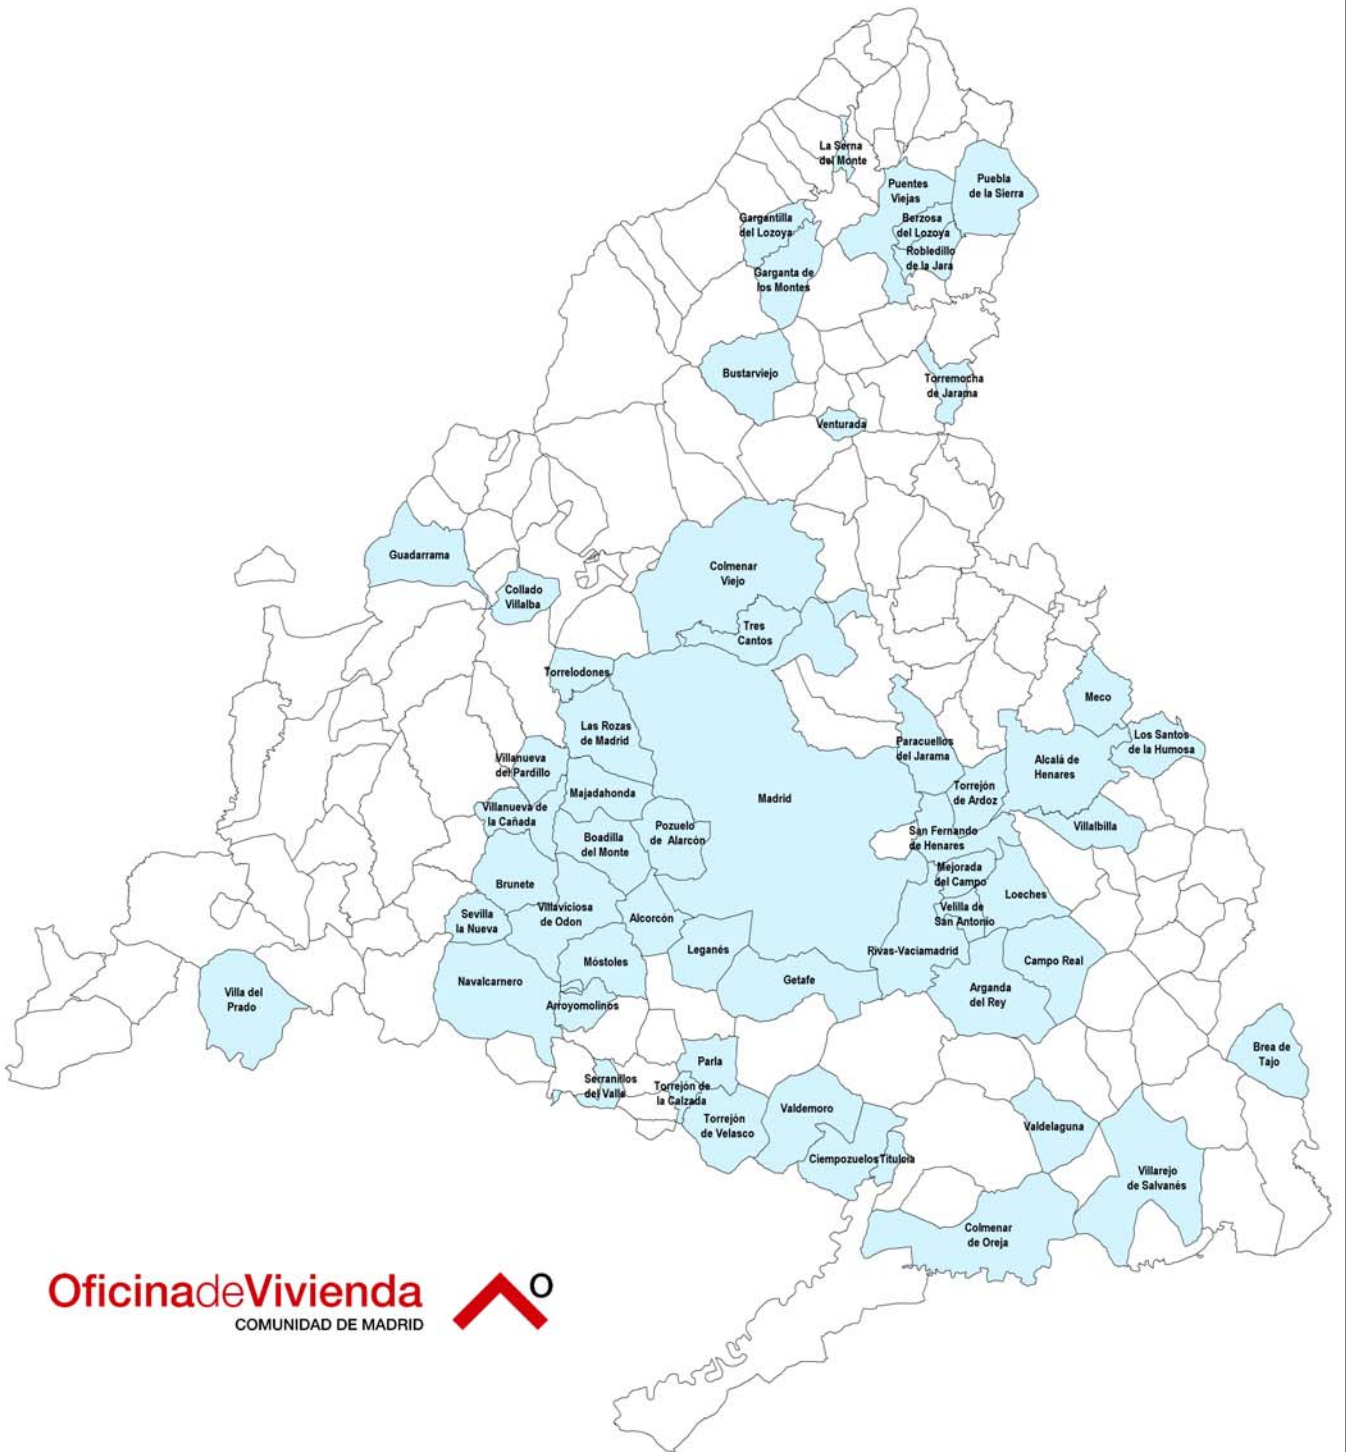 La Serna
del Monte
Puebla
de la Sierra
Puentes
Viejas
Gargantilla
del Lozoya
Berzosa
del Lozoya
Robledillo
de la Jara
Garganta de
los Montes
Bustarviejo
Torremocha
de Jarama
Venturada
Guadarrama
Colmenar
Viejo
Collado
Villalba
Tres
Cantos
Torrelodones
Meco
Las Rozas
de Madrid
Paracuellos
del Jarama
Los Santos
de la Humosa
Villanueva
del Pardillo
Alcalá de
Henares
Torrejón
de Ardoz
Majadahonda
Madrid
Villanueva de
la Cañada
Villalbilla
Pozuelo
de Alarcón
San Fernando
de Henares
Boadilla
del Monte
Mejorada
del Campo
Brunete
Loeches
Villaviciosa
de Odon
Velilla de
San Antonio
Sevilla
la Nueva
Alcorcón
Leganés
Rivas-Vaciamadrid
Móstoles
Campo Real
Navalcarnero
Getafe
Arganda
del Rey
Villa del
Prado
Arroyomolinos
Brea de
Tajo
Parla
Serranillos
del Valle
Torrejón de
la Calzada
Valdemoro
Torrejón
de Velasco
Valdelaguna
Ciempozuelos
Titulcia
Villarejo
de Salvanés
Colmenar
de Oreja
OficinadeVivienda
COMUNIDAD DE MADRID